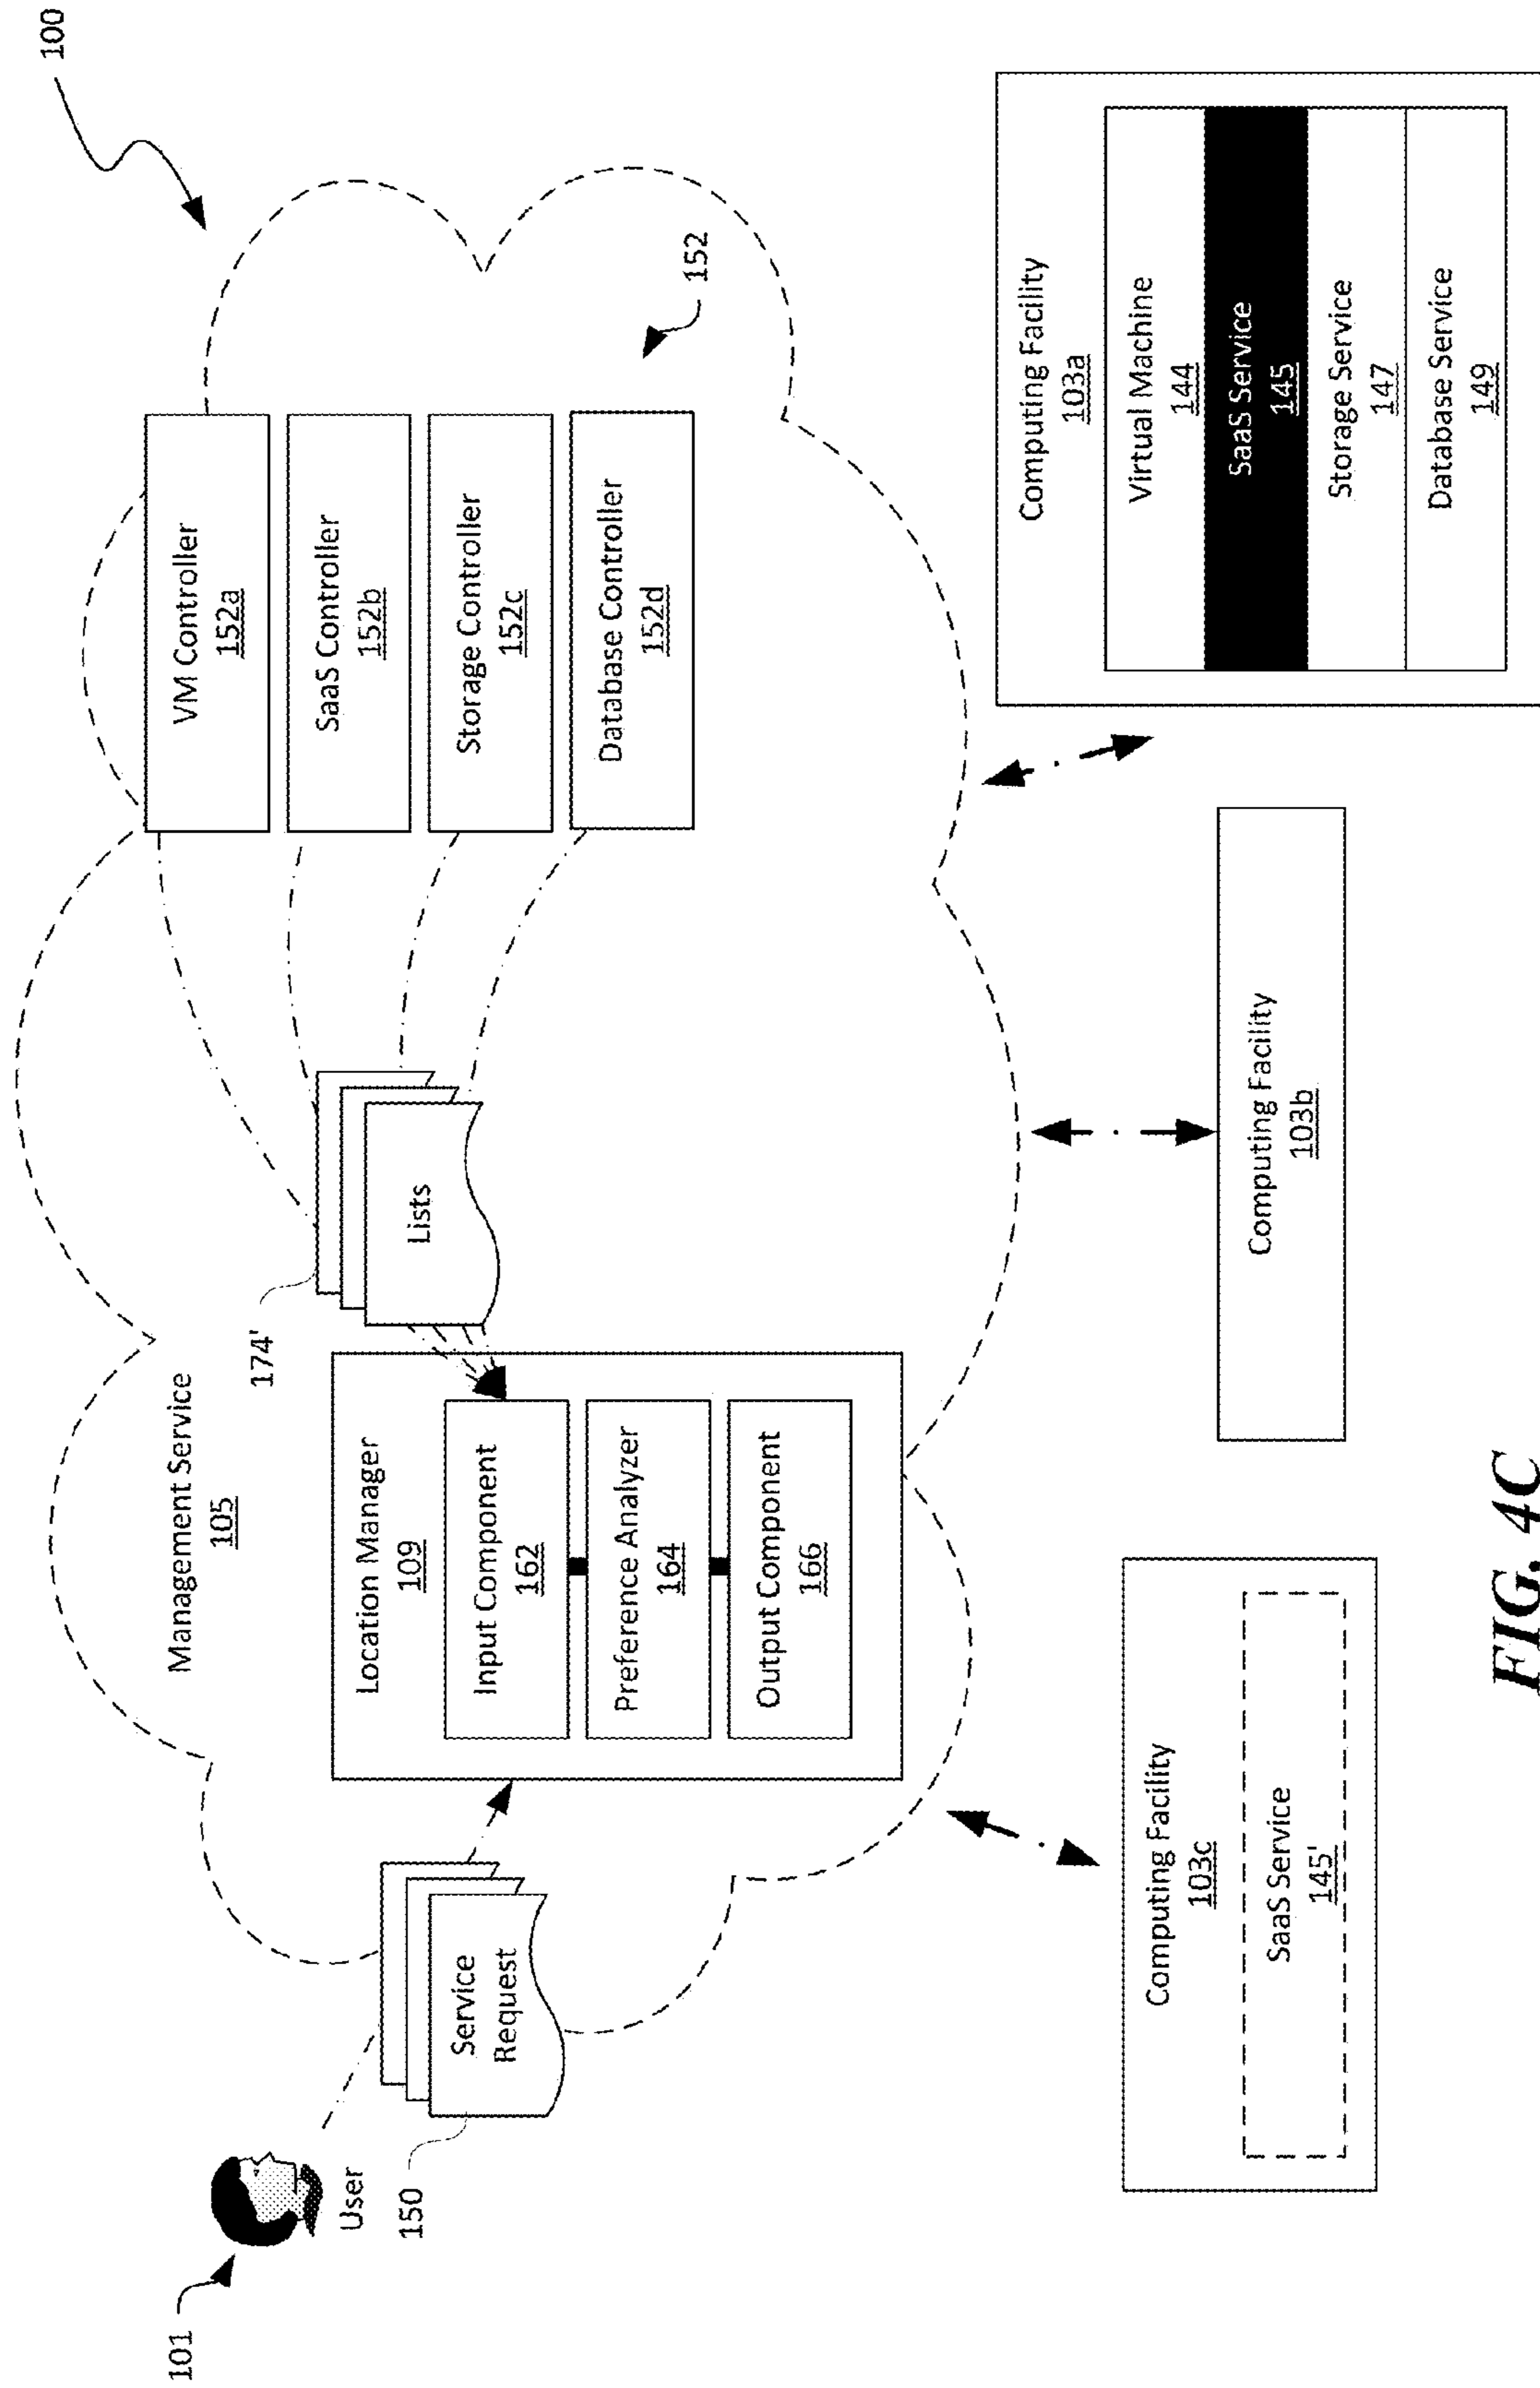 100
Management Service
105
VM Controller
152a
SaaS Controller
152b
Storage Controller
152c
Database Controller
152d
152
174'
Lists
Location Manager
109
Input Component
162
Preference Analyzer
164
Output Component
166
101
User
150
Service
Request
Computing Facility
103c
SaaS Service
145'
Computing Facility
103b
Computing Facility
103a
Virtual Machine
144
SaaS Service
145
Storage Service
147
Database Service
149
FIG. 4C